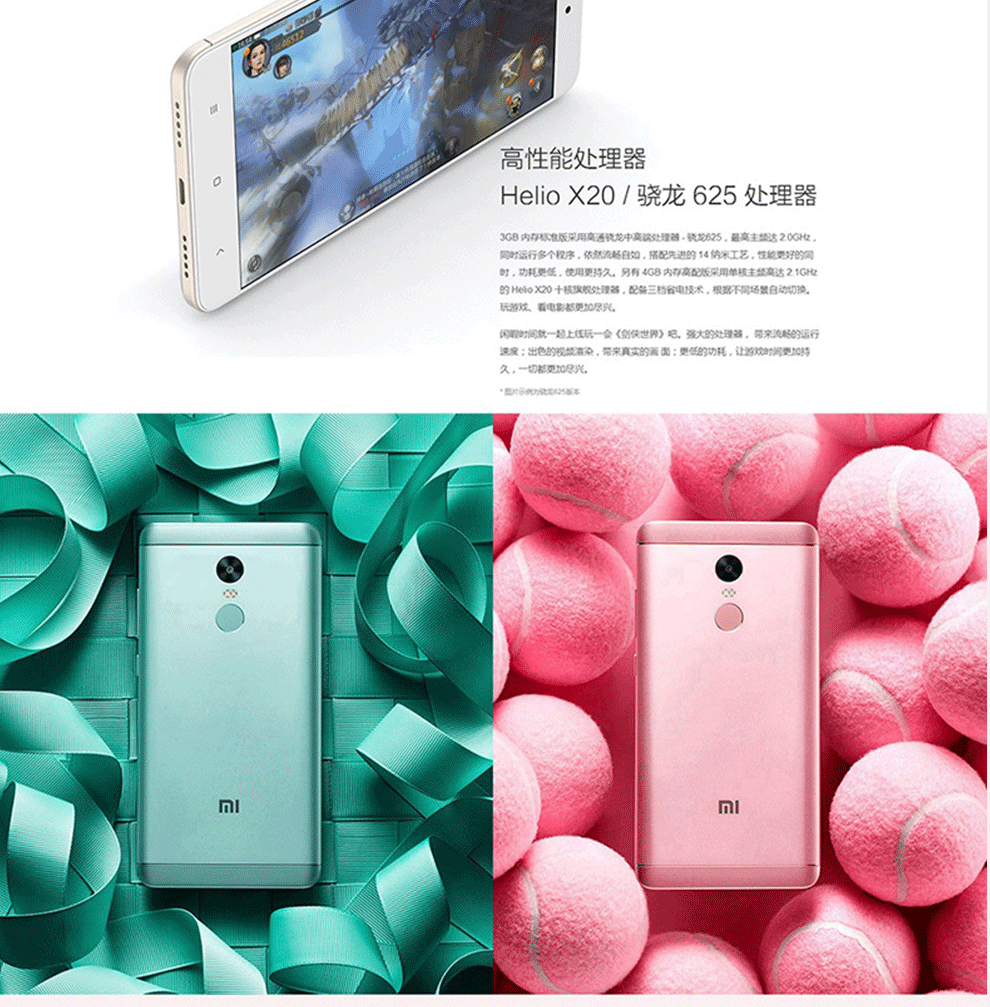 46512
高性能处理器
Helio X20 / 骁龙 625 处理器
3GB 内存标准版采用高通骁龙中高端处理器 - 骁龙625，最高主频达 2.0GHz，
同时运行多个程序，依然流畅自如，搭配先进的 14 纳米工艺，性能更好的同
时，功耗更低，使用更持久。另有 4GB 内存高配版采用单核主频高达 2.1GHz
的 Helio X20 十核旗舰处理器，配备三档省电技术，根据不同场景自动切换。
玩游戏、看电影都更加尽兴。
闲暇时间就一起上线玩一会《剑侠世界》吧。强大的处理器， 带来流畅的运行
速度；出色的视频渲染，带来真实的画 面；更低的功耗，让游戏时间更加持
久，一切都更加尽兴。
* 图片示例为骁龙625版本
MI
MI